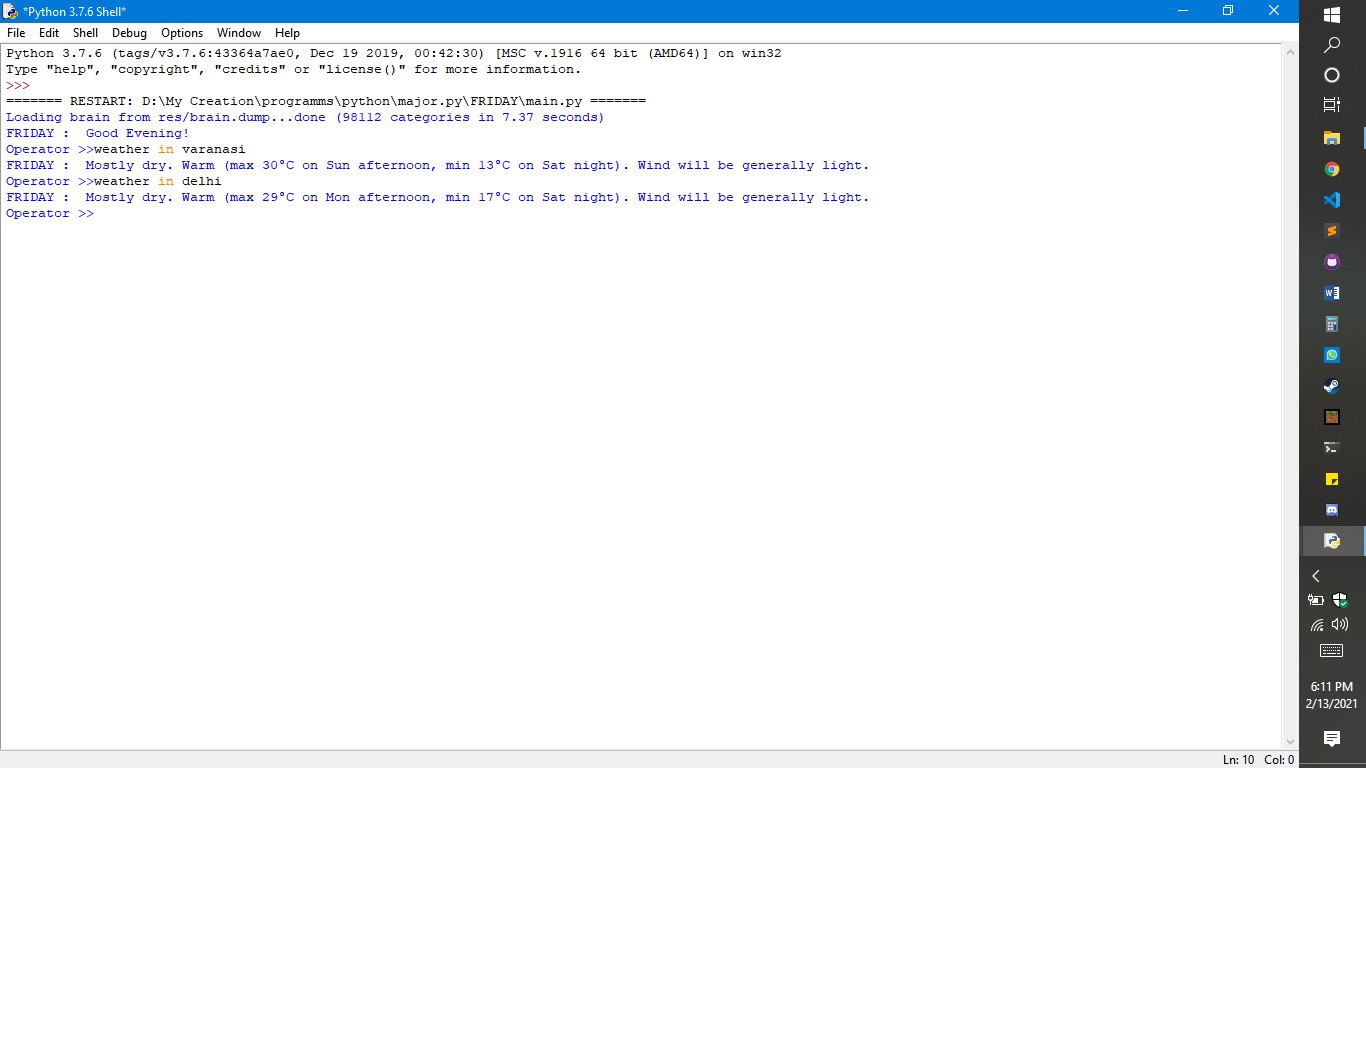 *Python 3.7.6 Shell*
File Edit Shell Debug Options Window Help
Python 3.7.6 (tags/v3.7.6:43364a7ae0, Dec 19 2019, 00:42:30) [MSC v.1916 64 bit (AMD64)] on win32
Type "help", "copyright", "credits" or "license()" for more information.
>>>
======= RESTART: D:\My Creation\programms\python\major.py\FRIDAY\main.py =======
Loading brain from res/brain.dump...done (98112 categories in 7.37 seconds)
FRIDAY :  Good Evening!
Operator >>weather in varanasi
FRIDAY :  Mostly dry. Warm (max 30°C on Sun afternoon, min 13°C on Sat night). Wind will be generally light.
Operator >>weather in delhi
FRIDAY :  Mostly dry. Warm (max 29°C on Mon afternoon, min 17°C on Sat night). Wind will be generally light.
Operator >>
Ln: 10 Col: 0
6:11 PM
2/13/2021